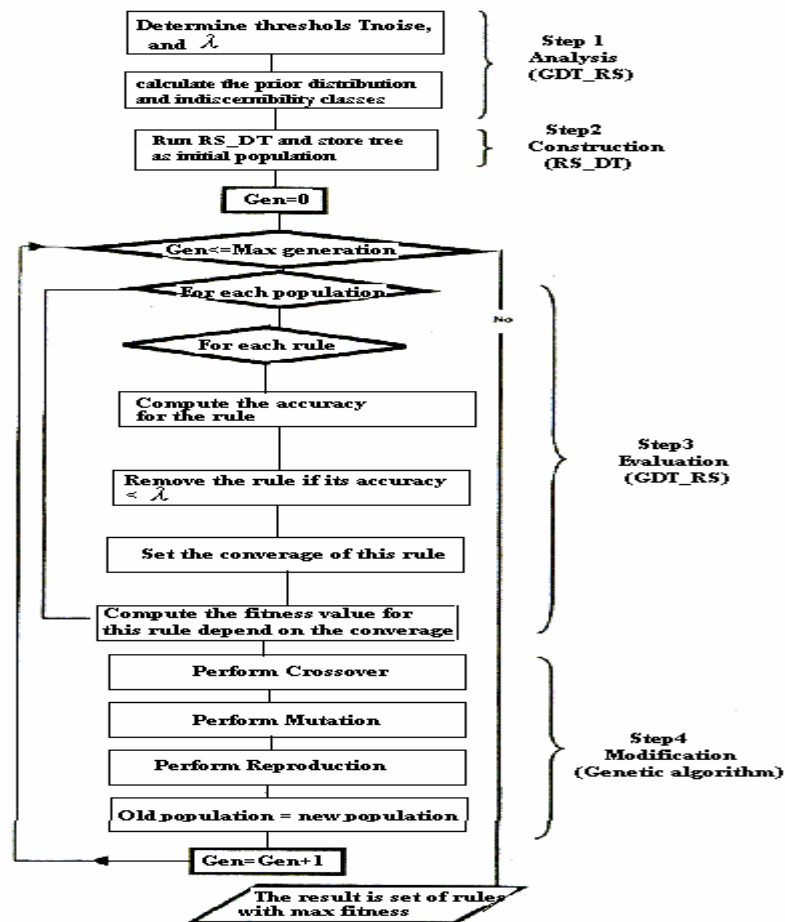 Determine threshols Tnoise,
and λ
Step 1
Analysis
(GDT_RS)
calculate the prior distribution
and indiscernibility classes
Run RS_DT and store tree
as initial population
Step2
Construction
(RS_DT)
Gen=0
Gen<=Max generation
For each population
No
For each rule
Compute the accuracy
for the rule
Remove the rule if its accuracy
< λ
Step3
Evaluation
(GDT_RS)
Set the converage of this rule
Compute the fitness value for
this rule depend on the converage
Perform Crossover
Perform Mutation
Perform Reproduction
Old population = new population
Step4
Modification
(Genetic algorithm)
Gen=Gen+1
The result is set of rules
with max fitness